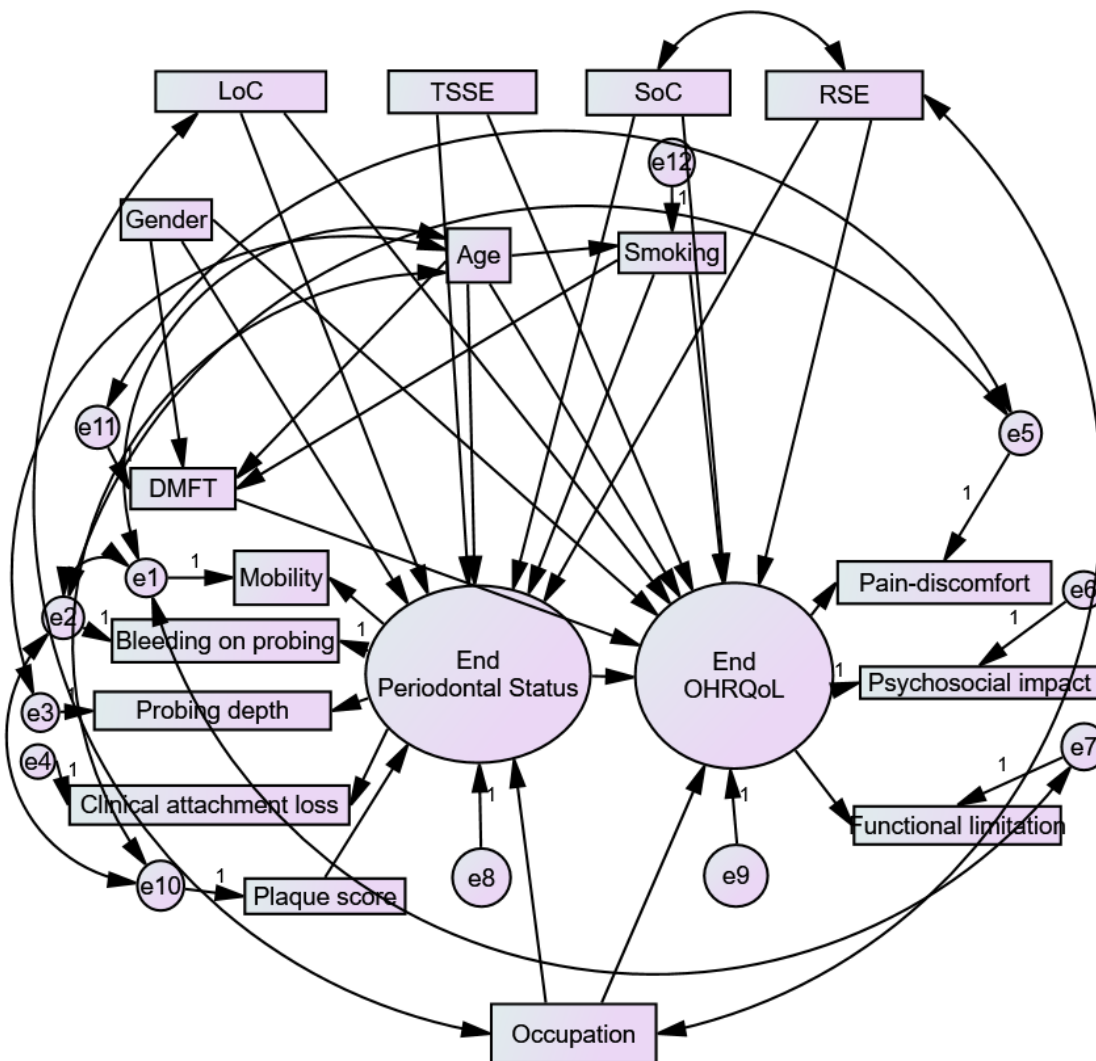 LoC
TSSE
SoC
RSE
e12
1
Gender
Age
Smoking
e11
1
e5
DMFT
1
e1
1
Mobility
Pain-discomfort
e6
e2
1
Bleeding on probing
1
1
End
Periodontal Status
End
OHRQoL
1
Psychosocial impact
e3
1
Probing depth
e4
1
e7
1
Clinical attachment loss
1
1
Functional limitation
e10
1
Plaque score
e8
e9
Occupation